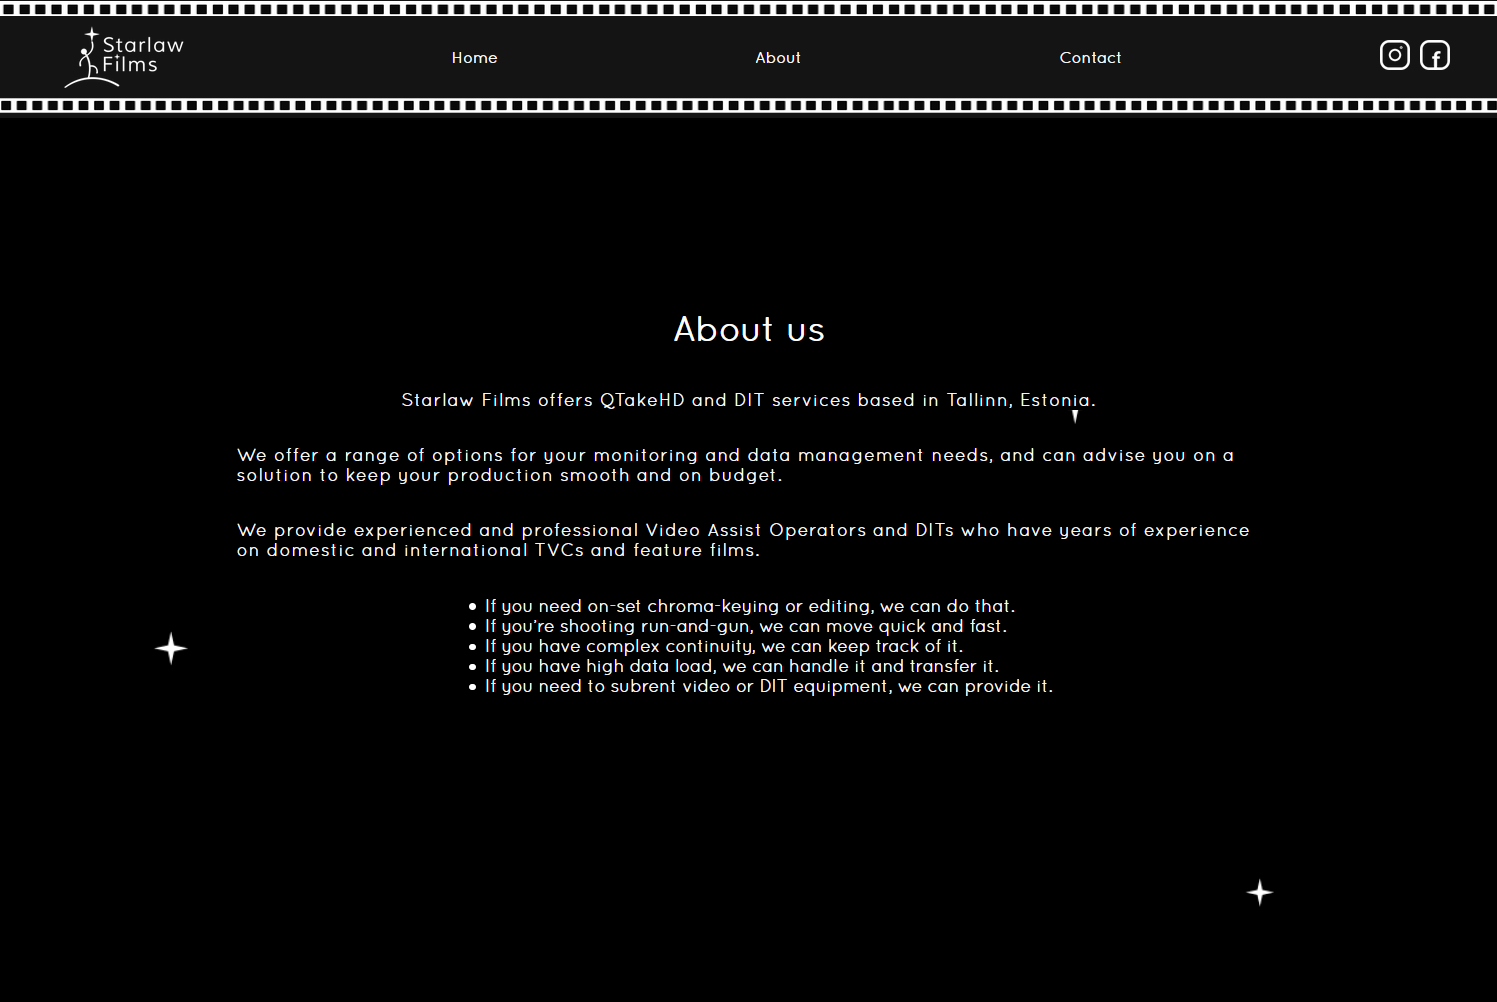 Starlaw
Films
Home
About
Contact
About us
Starlaw Films offers QTakeHD and DIT services based in Tallinn, Estonia.
We offer a range of options for your monitoring and data management needs, and can advise you on a
solution to keep your production smooth and on budget.
We provide experienced and professional Video Assist Operators and DITs who have years of experience
on domestic and international TVCs and feature films.
• If you need on-set chroma-keying or editing, we can do that.
• If you're shooting run-and-gun, we can move quick and fast.
• If you have complex continuity, we can keep track of it.
• If you have high data load, we can handle it and transfer it.
• If you need to subrent video or DIT equipment, we can provide it.